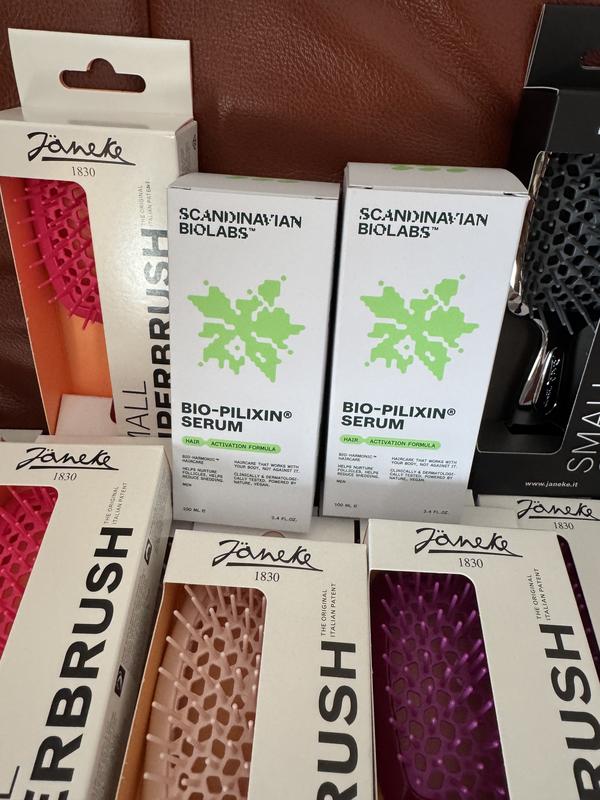 Jäneke
1830
THE ORIGINAL
ITALIAN PATENT
SMALL
SUPERBRUSH
SCANDINAVIAN
BIOLABS™
BIO-PILIXIN®
SERUM
HAIR ACTIVATION FORMULA
BIO-HARMONIC™
HAIRCARE
HELPS NURTURE
FOLLICLES, HELPS
REDUCE SHEDDING.
MEN
HAIRCARE THAT WORKS WITH
YOUR BODY, NOT AGAINST IT.
CLINICALLY & DERMATOLOGI-
CALLY TESTED. POWERED BY
NATURE, VEGAN.
100 ML ℮
3.4 FL.OZ.
SCANDINAVIAN
BIOLABS™
BIO-PILIXIN®
SERUM
HAIR ACTIVATION FORMULA
BIO-HARMONIC™
HAIRCARE
HELPS NURTURE
FOLLICLES, HELPS
REDUCE SHEDDING.
MEN
HAIRCARE THAT WORKS WITH
YOUR BODY, NOT AGAINST IT.
CLINICALLY & DERMATOLOGI-
CALLY TESTED. POWERED BY
NATURE, VEGAN.
100 ML ℮
3.4 FL.OZ.
SMALL
www.janeke.it
Jäneke
1830
THE ORIGINAL
ITALIAN PATENT
ERBRUSH
Jäneke
1830
THE ORIGINAL
ITALIAN PATENT
RUSH
Jäneke
1830
THE ORIGINAL
ITALIAN PATENT
RUSH
Jäneke
1830